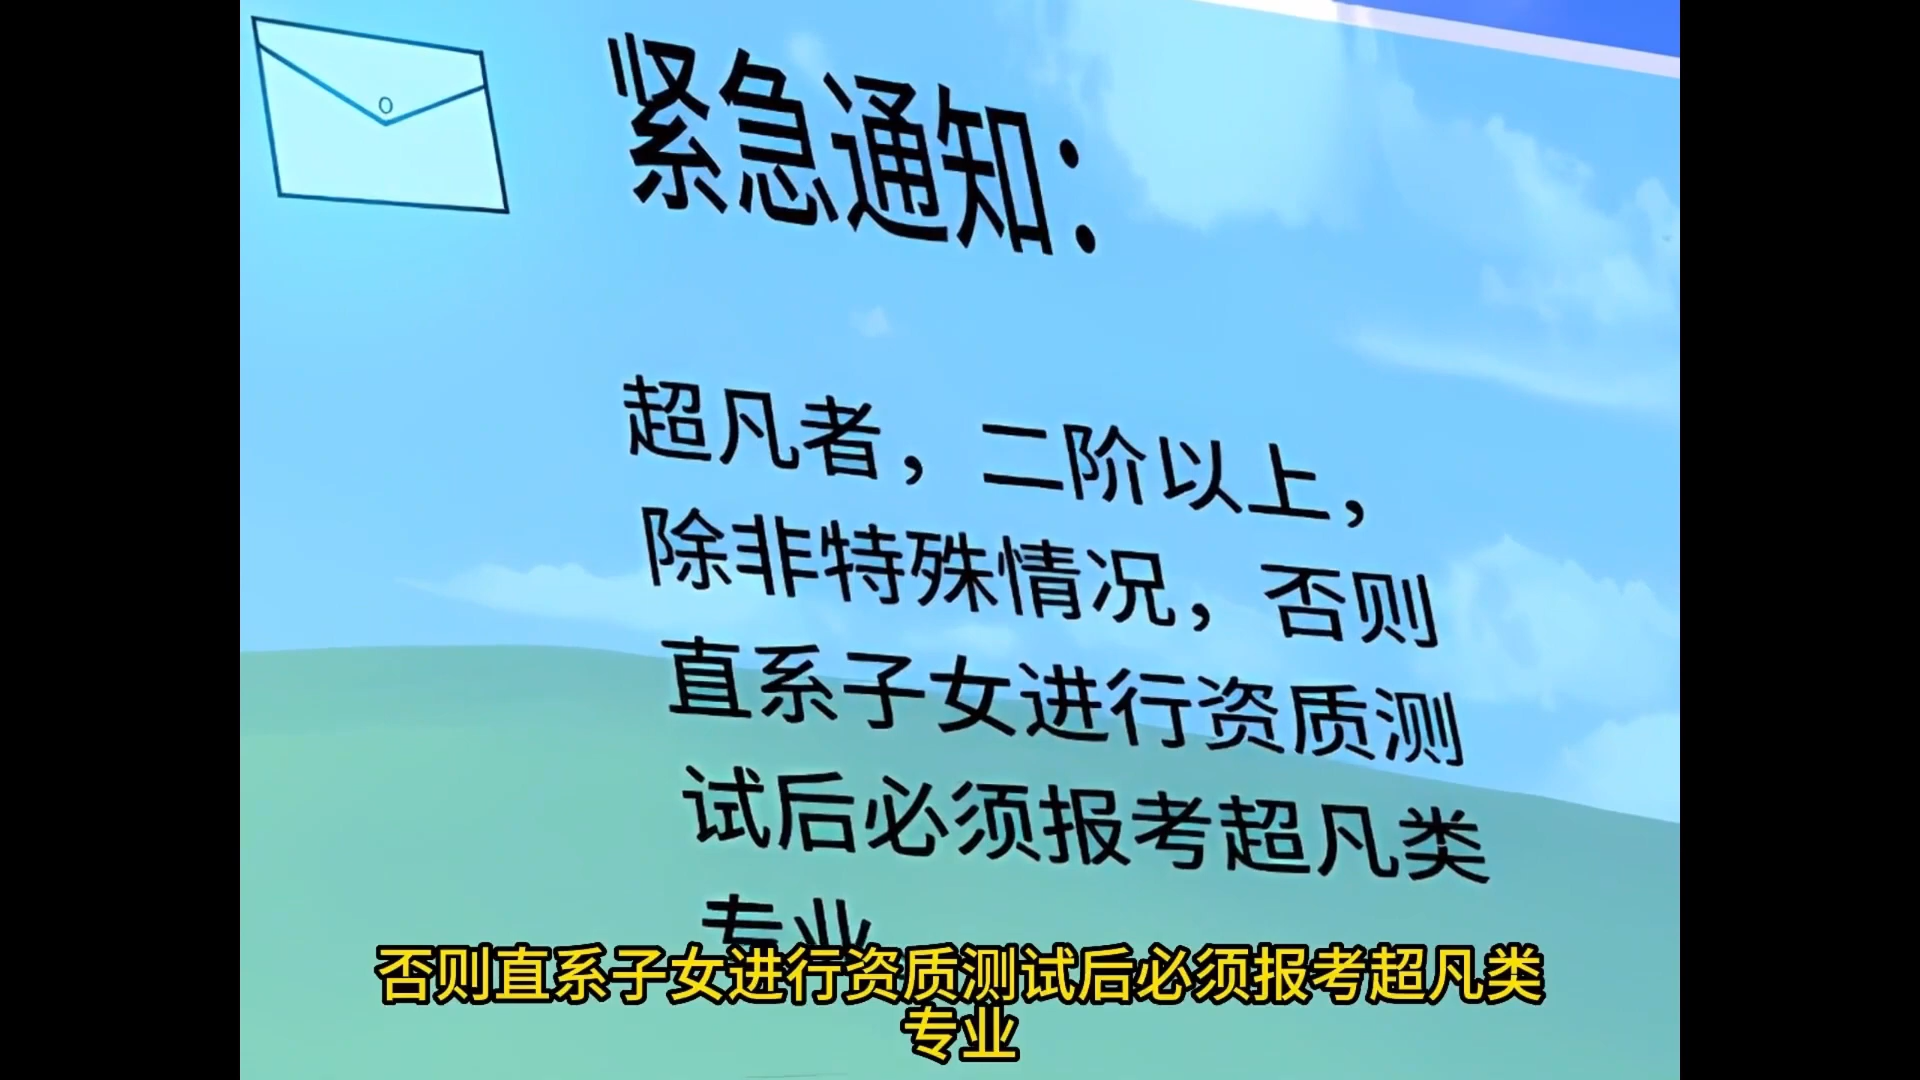 紧急通知：
超凡者，二阶以上，
除非特殊情况，否则
直系子女进行资质测
试后必须报考超凡类
专业
否则直系子女进行资质测试后必须报考超凡类
专业